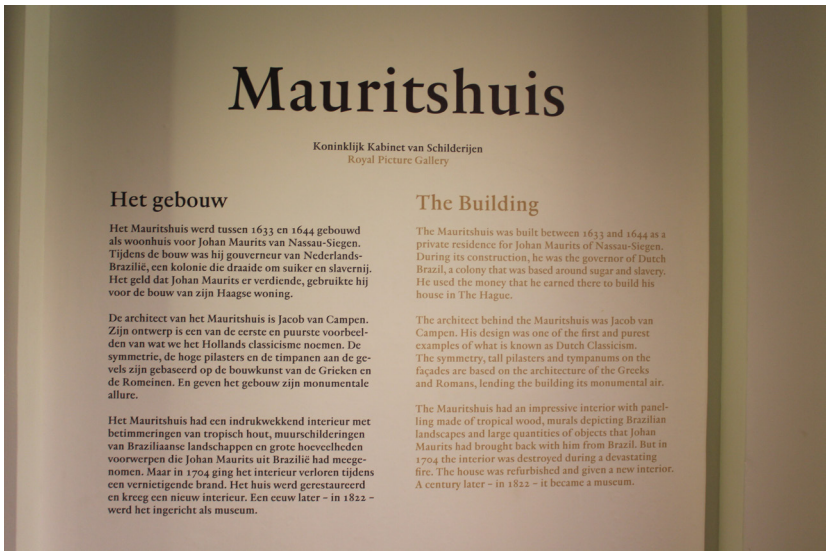 Mauritshuis
Koninklijk Kabinet van Schilderijen
Royal Picture Gallery
Het gebouw
Het Mauritshuis werd tussen 1633 en 1644 gebouwd
als woonhuis voor Johan Maurits van Nassau-Siegen.
Tijdens de bouw was hij gouverneur van Nederlands-
Brazilië, een kolonie die draaide om suiker en slavernij.
Het geld dat Johan Maurits er verdiende, gebruikte hij
voor de bouw van zijn Haagse woning.
De architect van het Mauritshuis is Jacob van Campen.
Zijn ontwerp is een van de eerste en puurste voorbeel-
den van wat we het Hollands classicisme noemen. De
symmetrie, de hoge pilasters en de timpanen aan de ge-
vels zijn gebaseerd op de bouwkunst van de Grieken en
de Romeinen. En geven het gebouw zijn monumentale
allure.
Het Mauritshuis had een indrukwekkend interieur met
betimmeringen van tropisch hout, muurschilderingen
van Braziliaanse landschappen en grote hoeveelheden
voorwerpen die Johan Maurits uit Brazilië had meege-
nomen. Maar in 1704 ging het interieur verloren tijdens
een vernietigende brand. Het huis werd gerestaureerd
en kreeg een nieuw interieur. Een eeuw later – in 1822 –
werd het ingericht als museum.
The Building
The Mauritshuis was built between 1633 and 1644 as a
private residence for Johan Maurits of Nassau-Siegen.
During its construction, he was the governor of Dutch
Brazil, a colony that was based around sugar and slavery.
He used the money that he earned there to build his
house in The Hague.
The architect behind the Mauritshuis was Jacob van
Campen. His design was one of the first and purest
examples of what is known as Dutch Classicism.
The symmetry, tall pilasters and tympanums on the
façades are based on the architecture of the Greeks
and Romans, lending the building its monumental air.
The Mauritshuis had an impressive interior with panel-
ling made of tropical wood, murals depicting Brazilian
landscapes and large quantities of objects that Johan
Maurits had brought back with him from Brazil. But in
1704 the interior was destroyed during a devastating
fire. The house was refurbished and given a new interior.
A century later – in 1822 – it became a museum.